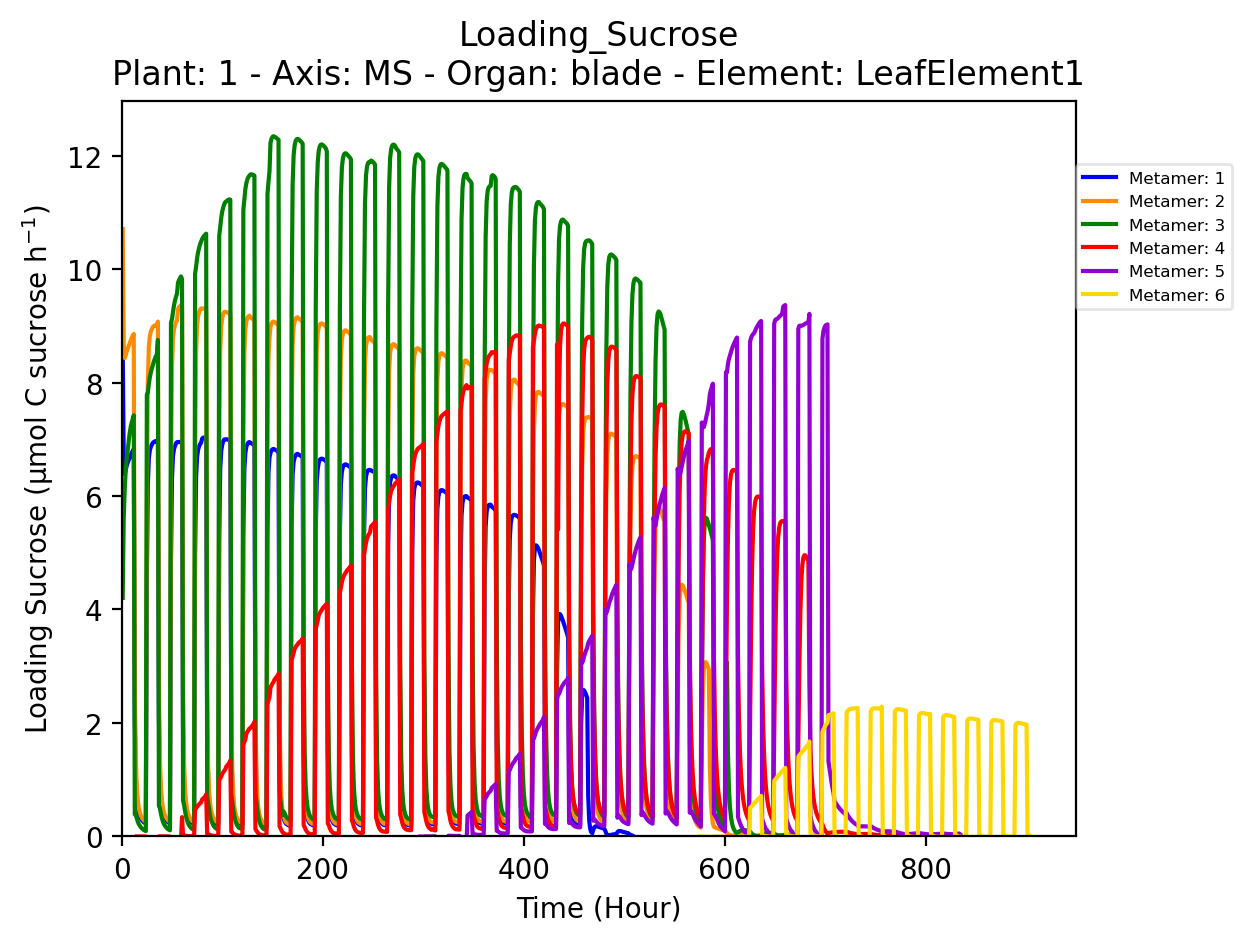 Loading_Sucrose
Plant: 1 - Axis: MS - Organ: blade - Element: LeafElement1
Loading Sucrose (µmol C sucrose h⁻¹)
12
10
8
6
4
2
0
0 200 400 600 800
Time (Hour)
Metamer: 1
Metamer: 2
Metamer: 3
Metamer: 4
Metamer: 5
Metamer: 6